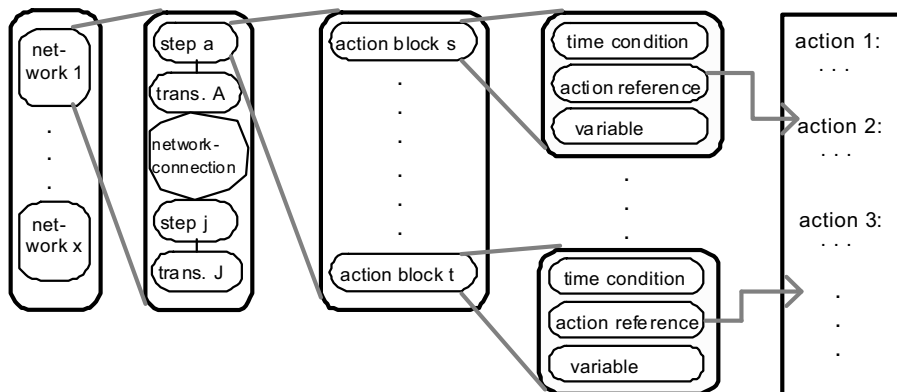 net-
work 1
.
.
.
net-
work x
step a
trans. A
network-
connection
step j
trans. J
action block s
.
.
.
.
.
action block t
time condition
action reference
variable
.
.
.
time condition
action reference
variable
action 1:
. . .
action 2:
. . .
action 3:
. . .
.
.
.